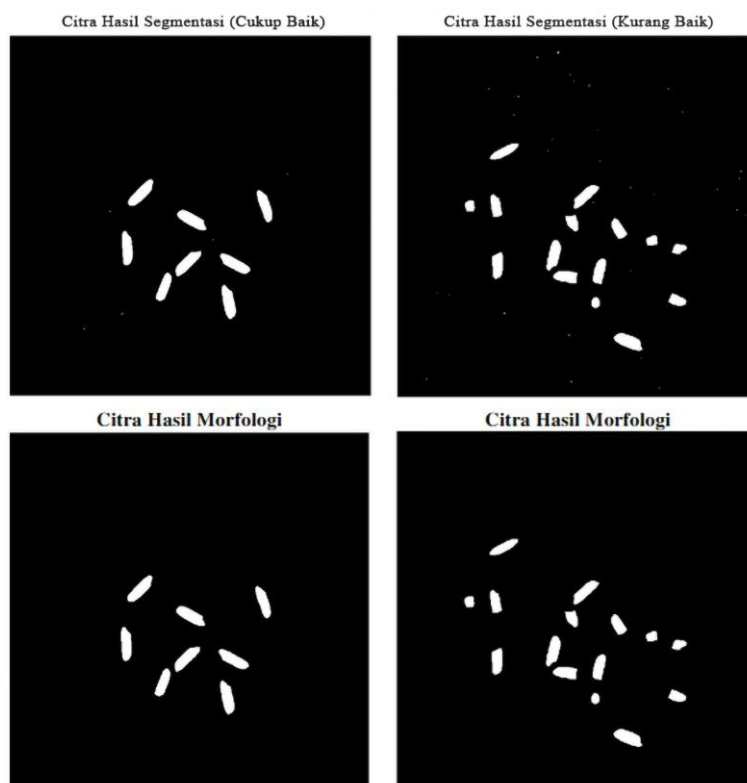 Citra Hasil Segmentasi (Cukup Baik)
Citra Hasil Segmentasi (Kurang Baik)
Citra Hasil Morfologi
Citra Hasil Morfologi